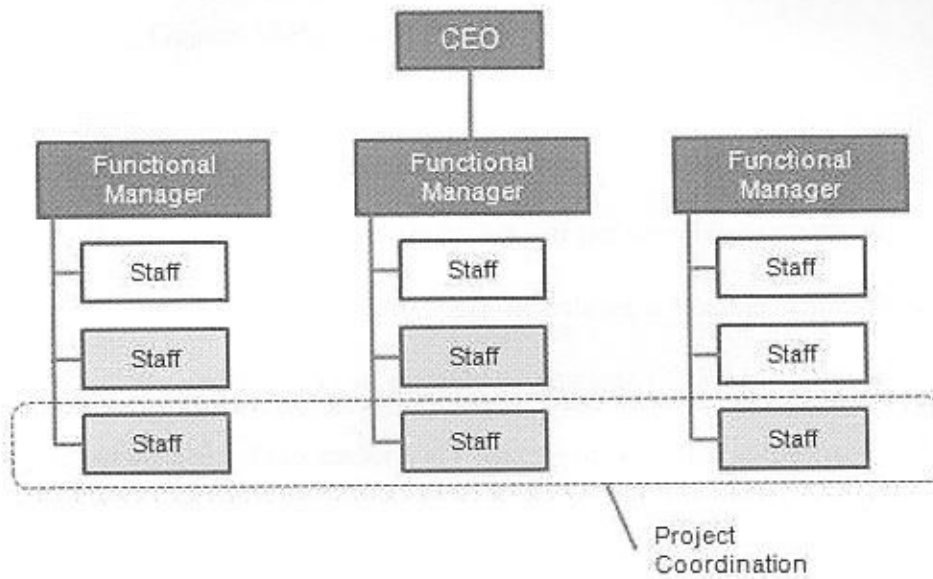 CEO
Functional
Manager
Functional
Manager
Functional
Manager
Staff
Staff
Staff
Staff
Staff
Staff
Staff
Staff
Staff
Project
Coordination